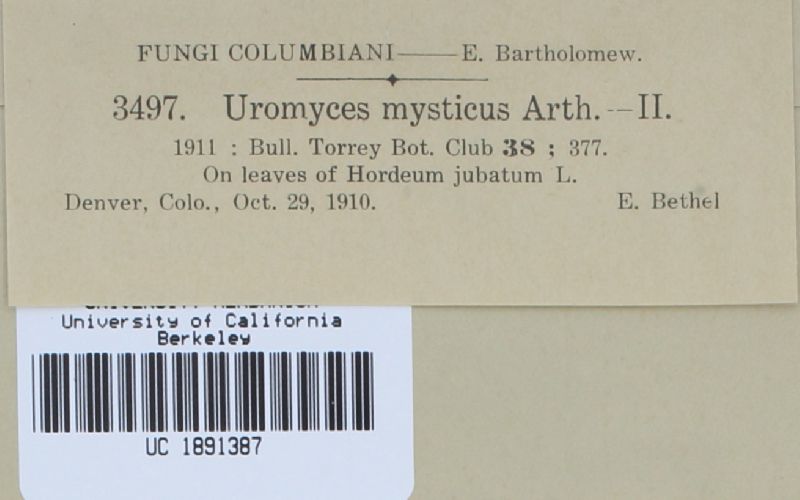 FUNGI COLUMBIANI——E. Bartholomew.
3497. Uromyces mysticus Arth.—II.
1911 : Bull. Torrey Bot. Club 38 ; 377.
On leaves of Hordeum jubatum L.
Denver, Colo., Oct. 29, 1910. E. Bethel
University of California
Berkeley
UC 1891387